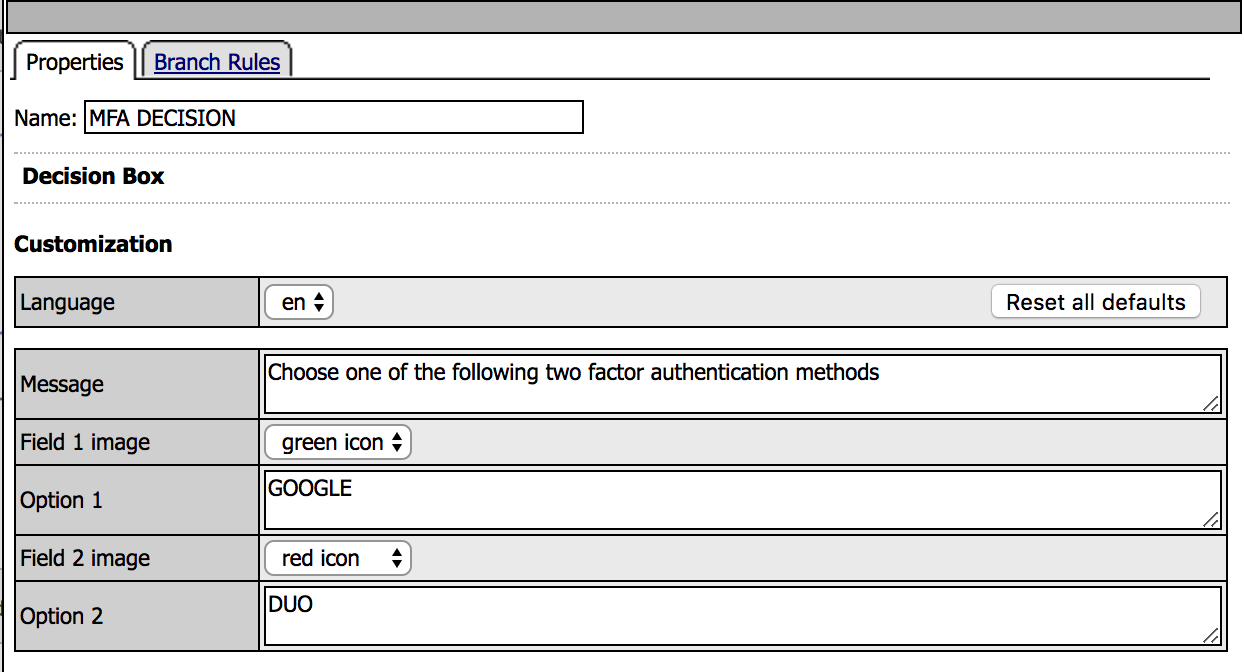 Properties Branch Rules
Name: MFA DECISION
Decision Box
Customization
Language en Reset all defaults
Message Choose one of the following two factor authentication methods
Field 1 image green icon
Option 1 GOOGLE
Field 2 image red icon
Option 2 DUO